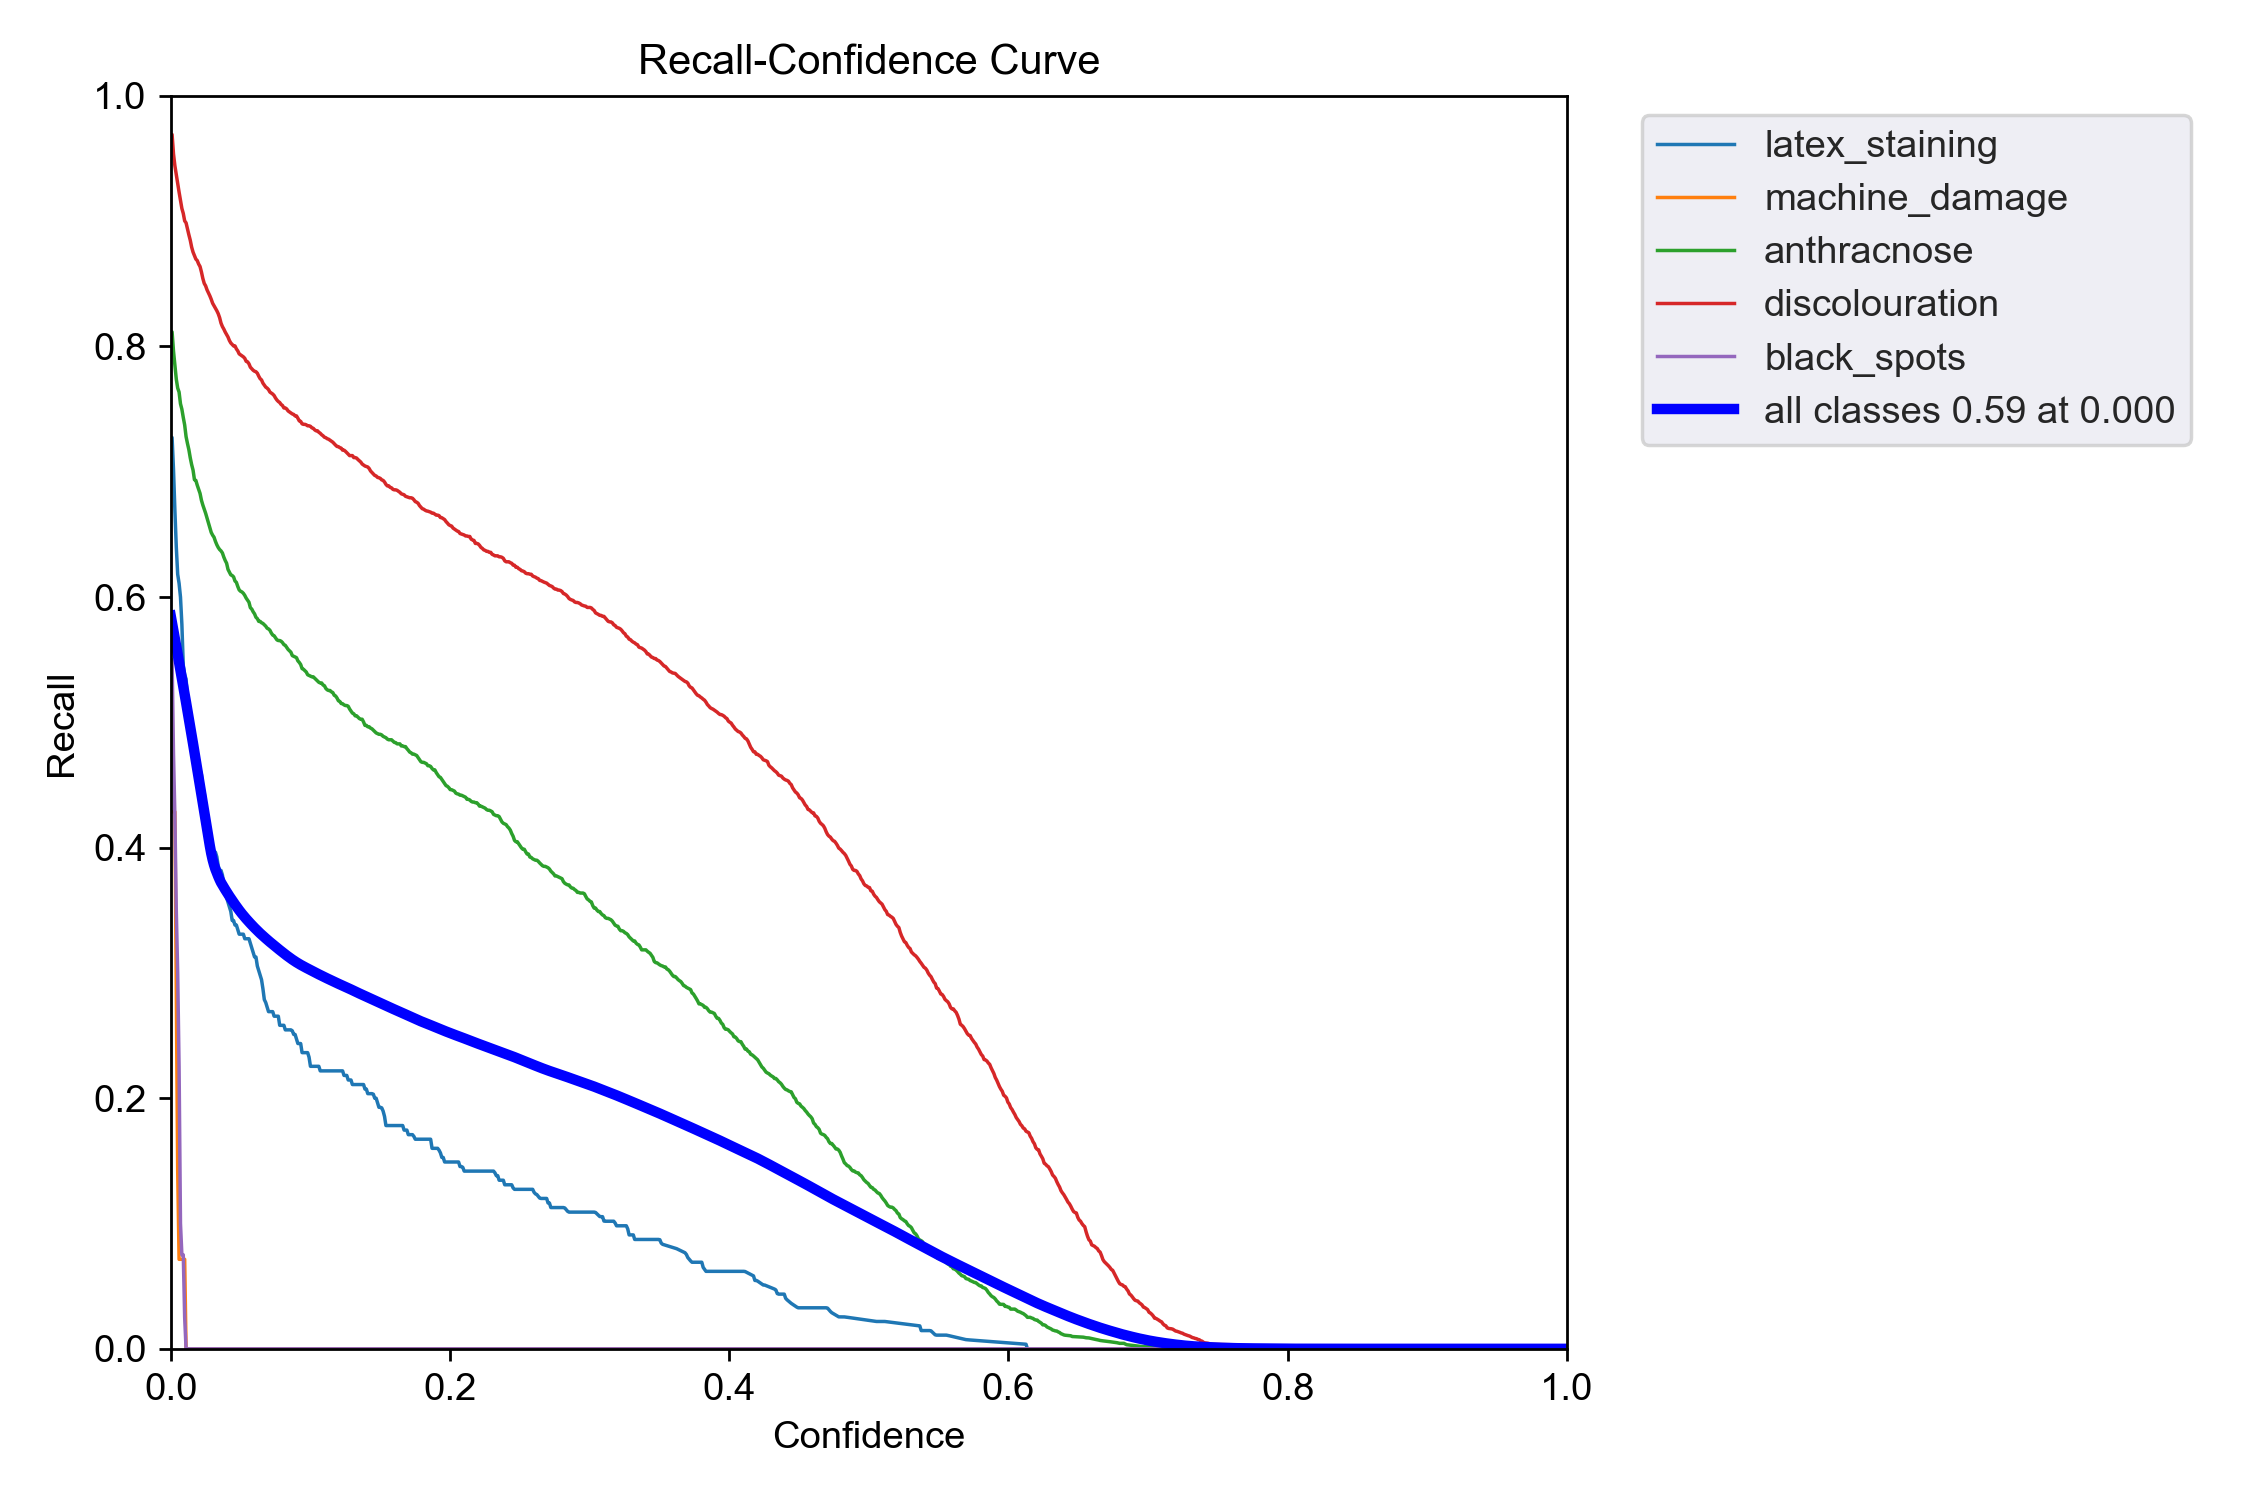 Recall-Confidence Curve
1.0
0.8
0.6
0.4
0.2
0.0
Recall
0.0 0.2 0.4 0.6 0.8 1.0
Confidence
latex_staining
machine_damage
anthracnose
discolouration
black_spots
all classes 0.59 at 0.000